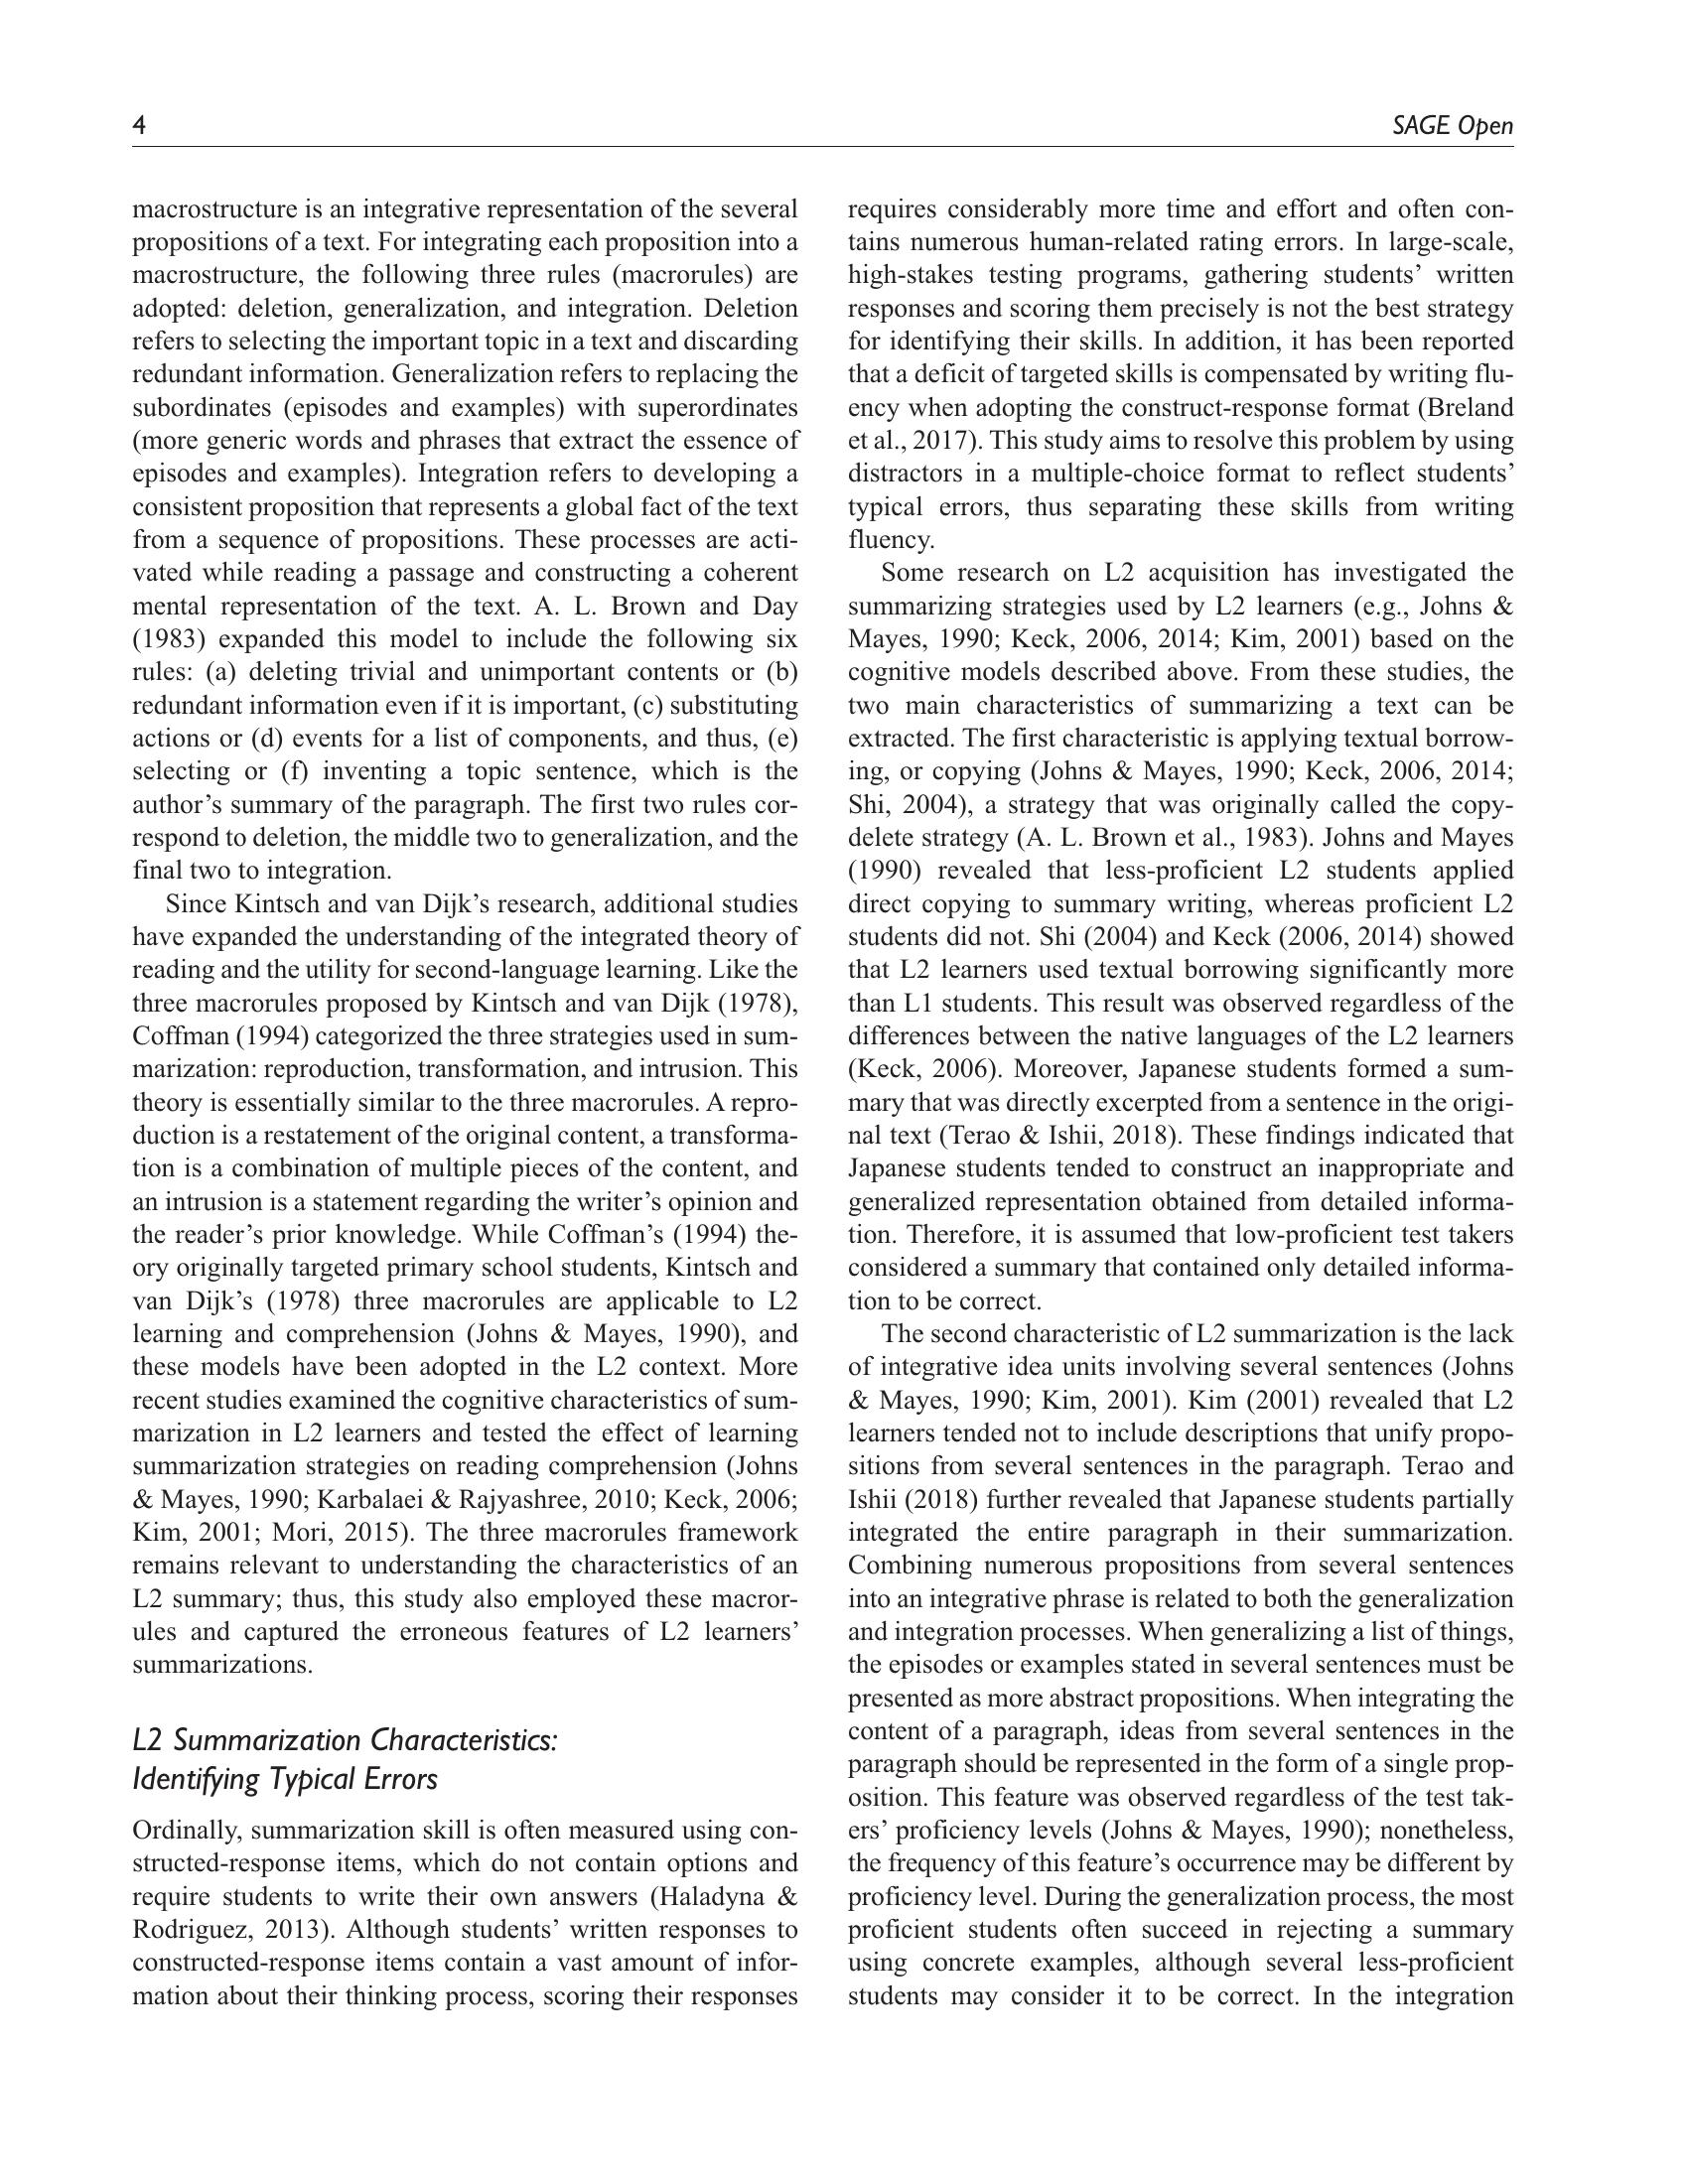 4
SAGE Open
macrostructure is an integrative representation of the several
propositions of a text. For integrating each proposition into a
macrostructure, the following three rules (macrorules) are
adopted: deletion, generalization, and integration. Deletion
refers to selecting the important topic in a text and discarding
redundant information. Generalization refers to replacing the
subordinates (episodes and examples) with superordinates
(more generic words and phrases that extract the essence of
episodes and examples). Integration refers to developing a
consistent proposition that represents a global fact of the text
from a sequence of propositions. These processes are acti-
vated while reading a passage and constructing a coherent
mental representation of the text. A. L. Brown and Day
(1983) expanded this model to include the following six
rules: (a) deleting trivial and unimportant contents or (b)
redundant information even if it is important, (c) substituting
actions or (d) events for a list of components, and thus, (e)
selecting or (f) inventing a topic sentence, which is the
author’s summary of the paragraph. The first two rules cor-
respond to deletion, the middle two to generalization, and the
final two to integration.
Since Kintsch and van Dijk’s research, additional studies
have expanded the understanding of the integrated theory of
reading and the utility for second-language learning. Like the
three macrorules proposed by Kintsch and van Dijk (1978),
Coffman (1994) categorized the three strategies used in sum-
marization: reproduction, transformation, and intrusion. This
theory is essentially similar to the three macrorules. A repro-
duction is a restatement of the original content, a transforma-
tion is a combination of multiple pieces of the content, and
an intrusion is a statement regarding the writer’s opinion and
the reader’s prior knowledge. While Coffman’s (1994) the-
ory originally targeted primary school students, Kintsch and
van Dijk’s (1978) three macrorules are applicable to L2
learning and comprehension (Johns & Mayes, 1990), and
these models have been adopted in the L2 context. More
recent studies examined the cognitive characteristics of sum-
marization in L2 learners and tested the effect of learning
summarization strategies on reading comprehension (Johns
& Mayes, 1990; Karbalaei & Rajyashree, 2010; Keck, 2006;
Kim, 2001; Mori, 2015). The three macrorules framework
remains relevant to understanding the characteristics of an
L2 summary; thus, this study also employed these macror-
ules and captured the erroneous features of L2 learners’
summarizations.
L2 Summarization Characteristics:
Identifying Typical Errors
Ordinally, summarization skill is often measured using con-
structed-response items, which do not contain options and
require students to write their own answers (Haladyna &
Rodriguez, 2013). Although students’ written responses to
constructed-response items contain a vast amount of infor-
mation about their thinking process, scoring their responses
requires considerably more time and effort and often con-
tains numerous human-related rating errors. In large-scale,
high-stakes testing programs, gathering students’ written
responses and scoring them precisely is not the best strategy
for identifying their skills. In addition, it has been reported
that a deficit of targeted skills is compensated by writing flu-
ency when adopting the construct-response format (Breland
et al., 2017). This study aims to resolve this problem by using
distractors in a multiple-choice format to reflect students’
typical errors, thus separating these skills from writing
fluency.
Some research on L2 acquisition has investigated the
summarizing strategies used by L2 learners (e.g., Johns &
Mayes, 1990; Keck, 2006, 2014; Kim, 2001) based on the
cognitive models described above. From these studies, the
two main characteristics of summarizing a text can be
extracted. The first characteristic is applying textual borrow-
ing, or copying (Johns & Mayes, 1990; Keck, 2006, 2014;
Shi, 2004), a strategy that was originally called the copy-
delete strategy (A. L. Brown et al., 1983). Johns and Mayes
(1990) revealed that less-proficient L2 students applied
direct copying to summary writing, whereas proficient L2
students did not. Shi (2004) and Keck (2006, 2014) showed
that L2 learners used textual borrowing significantly more
than L1 students. This result was observed regardless of the
differences between the native languages of the L2 learners
(Keck, 2006). Moreover, Japanese students formed a sum-
mary that was directly excerpted from a sentence in the origi-
nal text (Terao & Ishii, 2018). These findings indicated that
Japanese students tended to construct an inappropriate and
generalized representation obtained from detailed informa-
tion. Therefore, it is assumed that low-proficient test takers
considered a summary that contained only detailed informa-
tion to be correct.
The second characteristic of L2 summarization is the lack
of integrative idea units involving several sentences (Johns
& Mayes, 1990; Kim, 2001). Kim (2001) revealed that L2
learners tended not to include descriptions that unify propo-
sitions from several sentences in the paragraph. Terao and
Ishii (2018) further revealed that Japanese students partially
integrated the entire paragraph in their summarization.
Combining numerous propositions from several sentences
into an integrative phrase is related to both the generalization
and integration processes. When generalizing a list of things,
the episodes or examples stated in several sentences must be
presented as more abstract propositions. When integrating the
content of a paragraph, ideas from several sentences in the
paragraph should be represented in the form of a single prop-
osition. This feature was observed regardless of the test tak-
ers’ proficiency levels (Johns & Mayes, 1990); nonetheless,
the frequency of this feature’s occurrence may be different by
proficiency level. During the generalization process, the most
proficient students often succeed in rejecting a summary
using concrete examples, although several less-proficient
students may consider it to be correct. In the integration